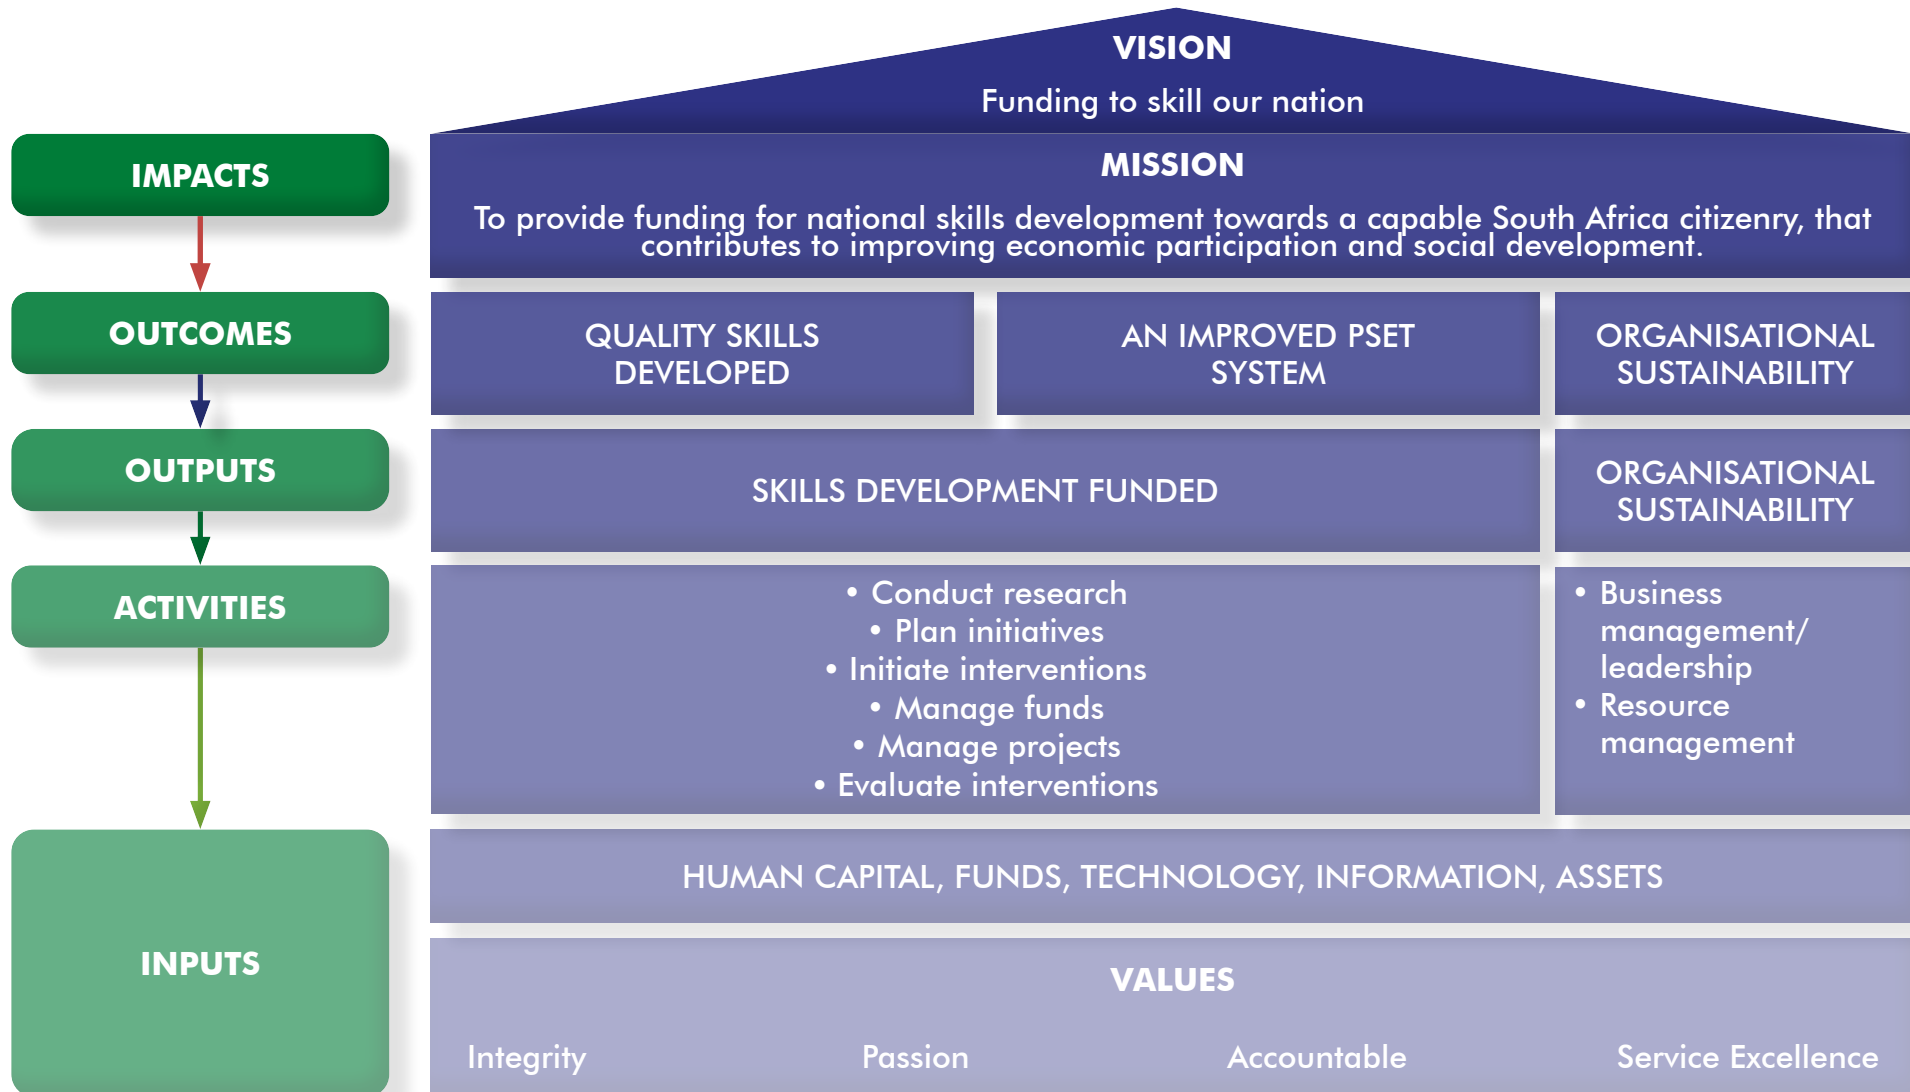 VISION
Funding to skill our nation
IMPACTS
MISSION
To provide funding for national skills development towards a capable South Africa citizenry, that
contributes to improving economic participation and social development.
OUTCOMES
QUALITY SKILLS
DEVELOPED
AN IMPROVED PSET
SYSTEM
ORGANISATIONAL
SUSTAINABILITY
OUTPUTS
SKILLS DEVELOPMENT FUNDED
ORGANISATIONAL
SUSTAINABILITY
ACTIVITIES
• Conduct research
• Plan initiatives
• Initiate interventions
• Manage funds
• Manage projects
• Evaluate interventions
• Business
management/
leadership
• Resource
management
INPUTS
HUMAN CAPITAL, FUNDS, TECHNOLOGY, INFORMATION, ASSETS
VALUES
Integrity
Passion
Accountable
Service Excellence